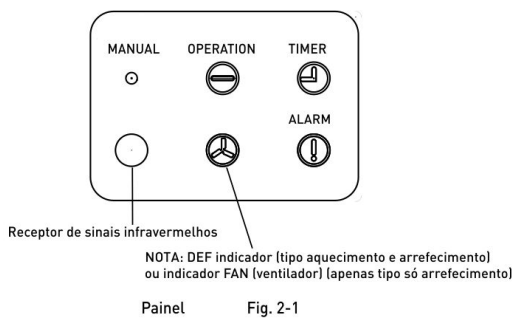 MANUAL OPERATION TIMER
ALARM
Receptor de sinais infravermelhos
NOTA: DEF indicador (tipo aquecimento e arrefecimento)
ou indicador FAN (ventilador) (apenas tipo só arrefecimento)
Painel Fig. 2-1